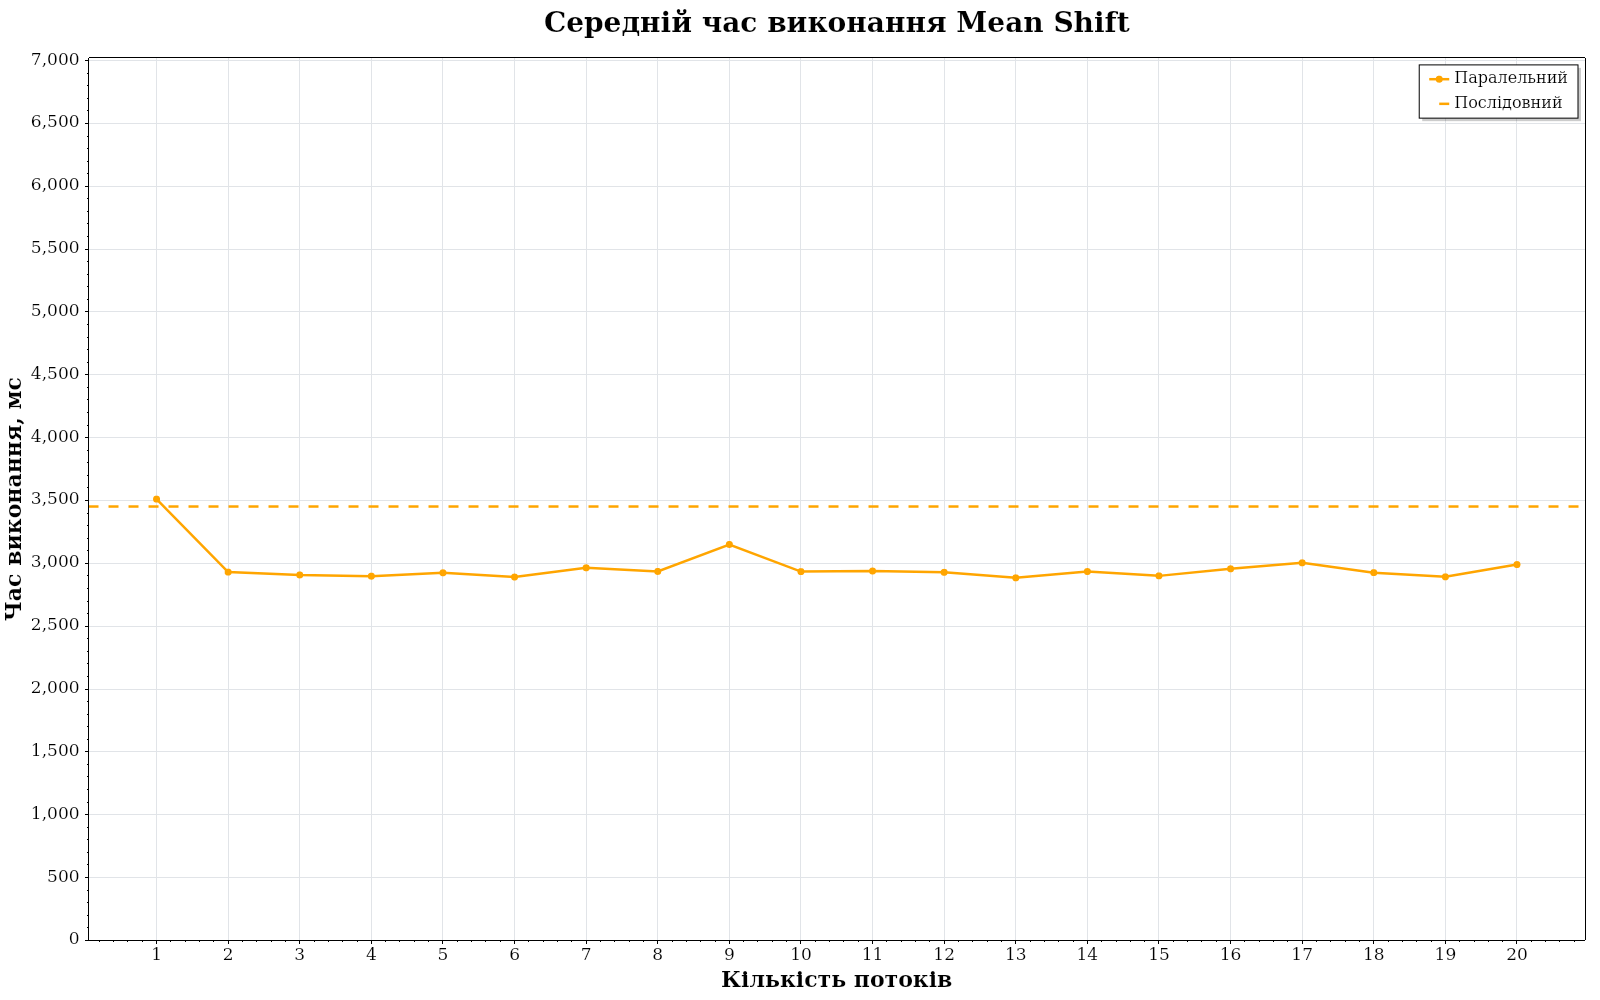 Середній час виконання Mean Shift
Паралельний
Послідовний
7,000
6,500
6,000
5,500
5,000
4,500
4,000
3,500
3,000
2,500
2,000
1,500
1,000
500
0
Час виконання, мс
1 2 3 4 5 6 7 8 9 10 11 12 13 14 15 16 17 18 19 20
Кількість потоків